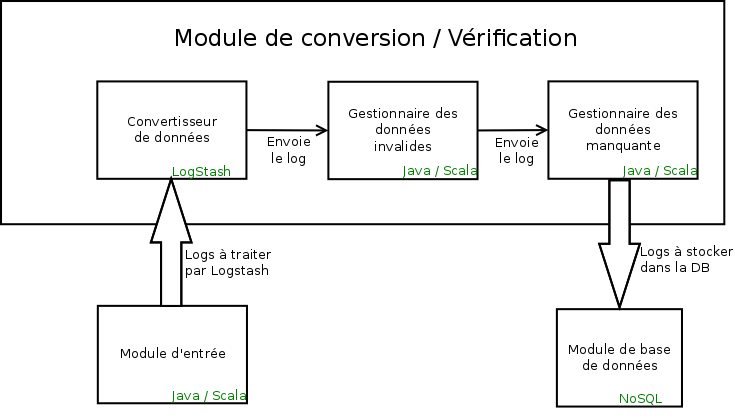 Module de conversion / Vérification
Convertisseur
de données
LogStash
Envoie
le log
Gestionnaire des
données
invalides
Java / Scala
Envoie
le log
Gestionnaire des
données
manquante
Java / Scala
Logs à traiter
par Logstash
Logs à stocker
dans la DB
Module d'entrée
Java / Scala
Module de base
de données
NoSQL